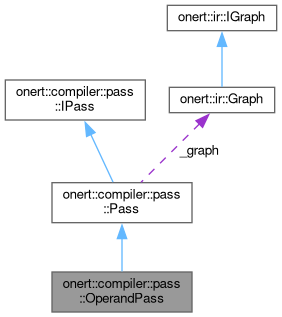 onert::ir::IGraph
onert::compiler::pass
::IPass
onert::ir::Graph
_graph
onert::compiler::pass
::Pass
onert::compiler::pass
::OperandPass